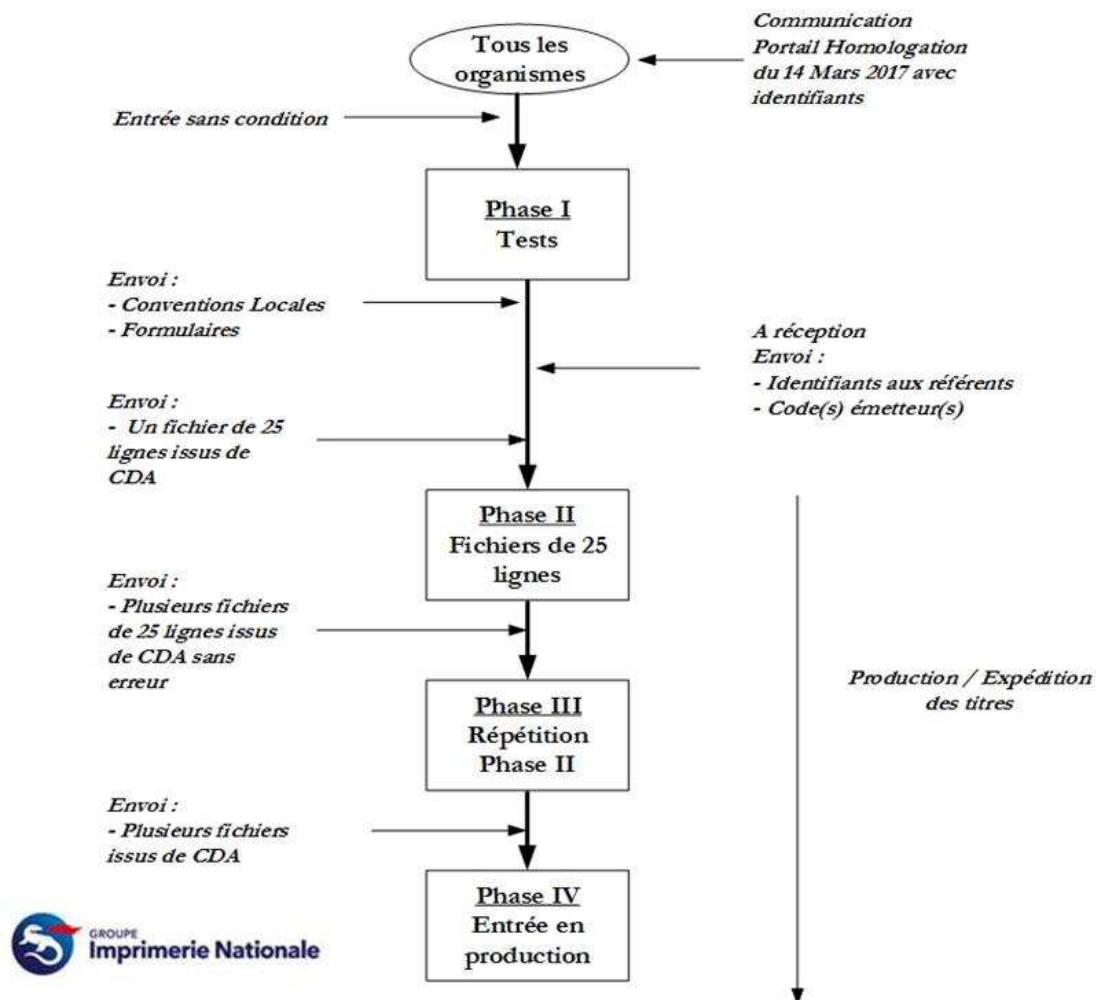 Tous les
organismes
Communication
Portail Homologation
du 14 Mars 2017 avec
identifiants
Entrée sans condition
Phase I
Tests
Envoi :
- Conventions Locales
- Formulaires
A réception
Envoi :
- Identifiants aux référents
- Code(s) émetteur(s)
Envoi :
- Un fichier de 25
lignes issus de
CDA
Phase II
Fichiers de 25
lignes
Envoi :
- Plusieurs fichiers
de 25 lignes issus
de CDA sans
erreur
Production / Expédition
des titres
Phase III
Répétition
Phase II
Envoi :
- Plusieurs fichiers
issus de CDA
Phase IV
Entrée en
production
GROUPE
Imprimerie Nationale